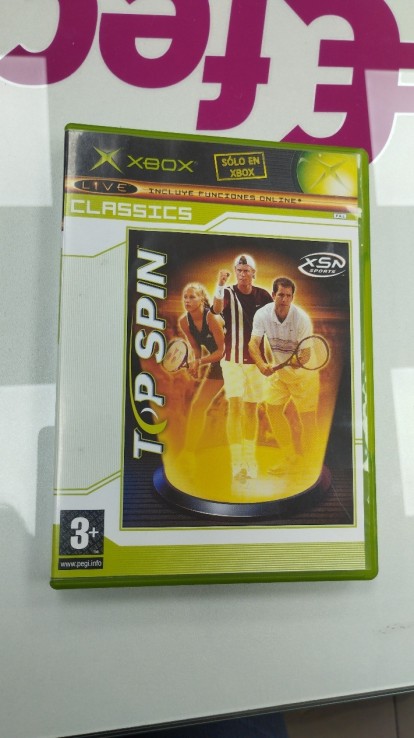 XBOX
SÓLO EN
XBOX
LIVE
INCLUYE FUNCIONES ONLINE*
CLASSICS
XSN
SPORTS
TOP SPIN
3+
www.pegi.info